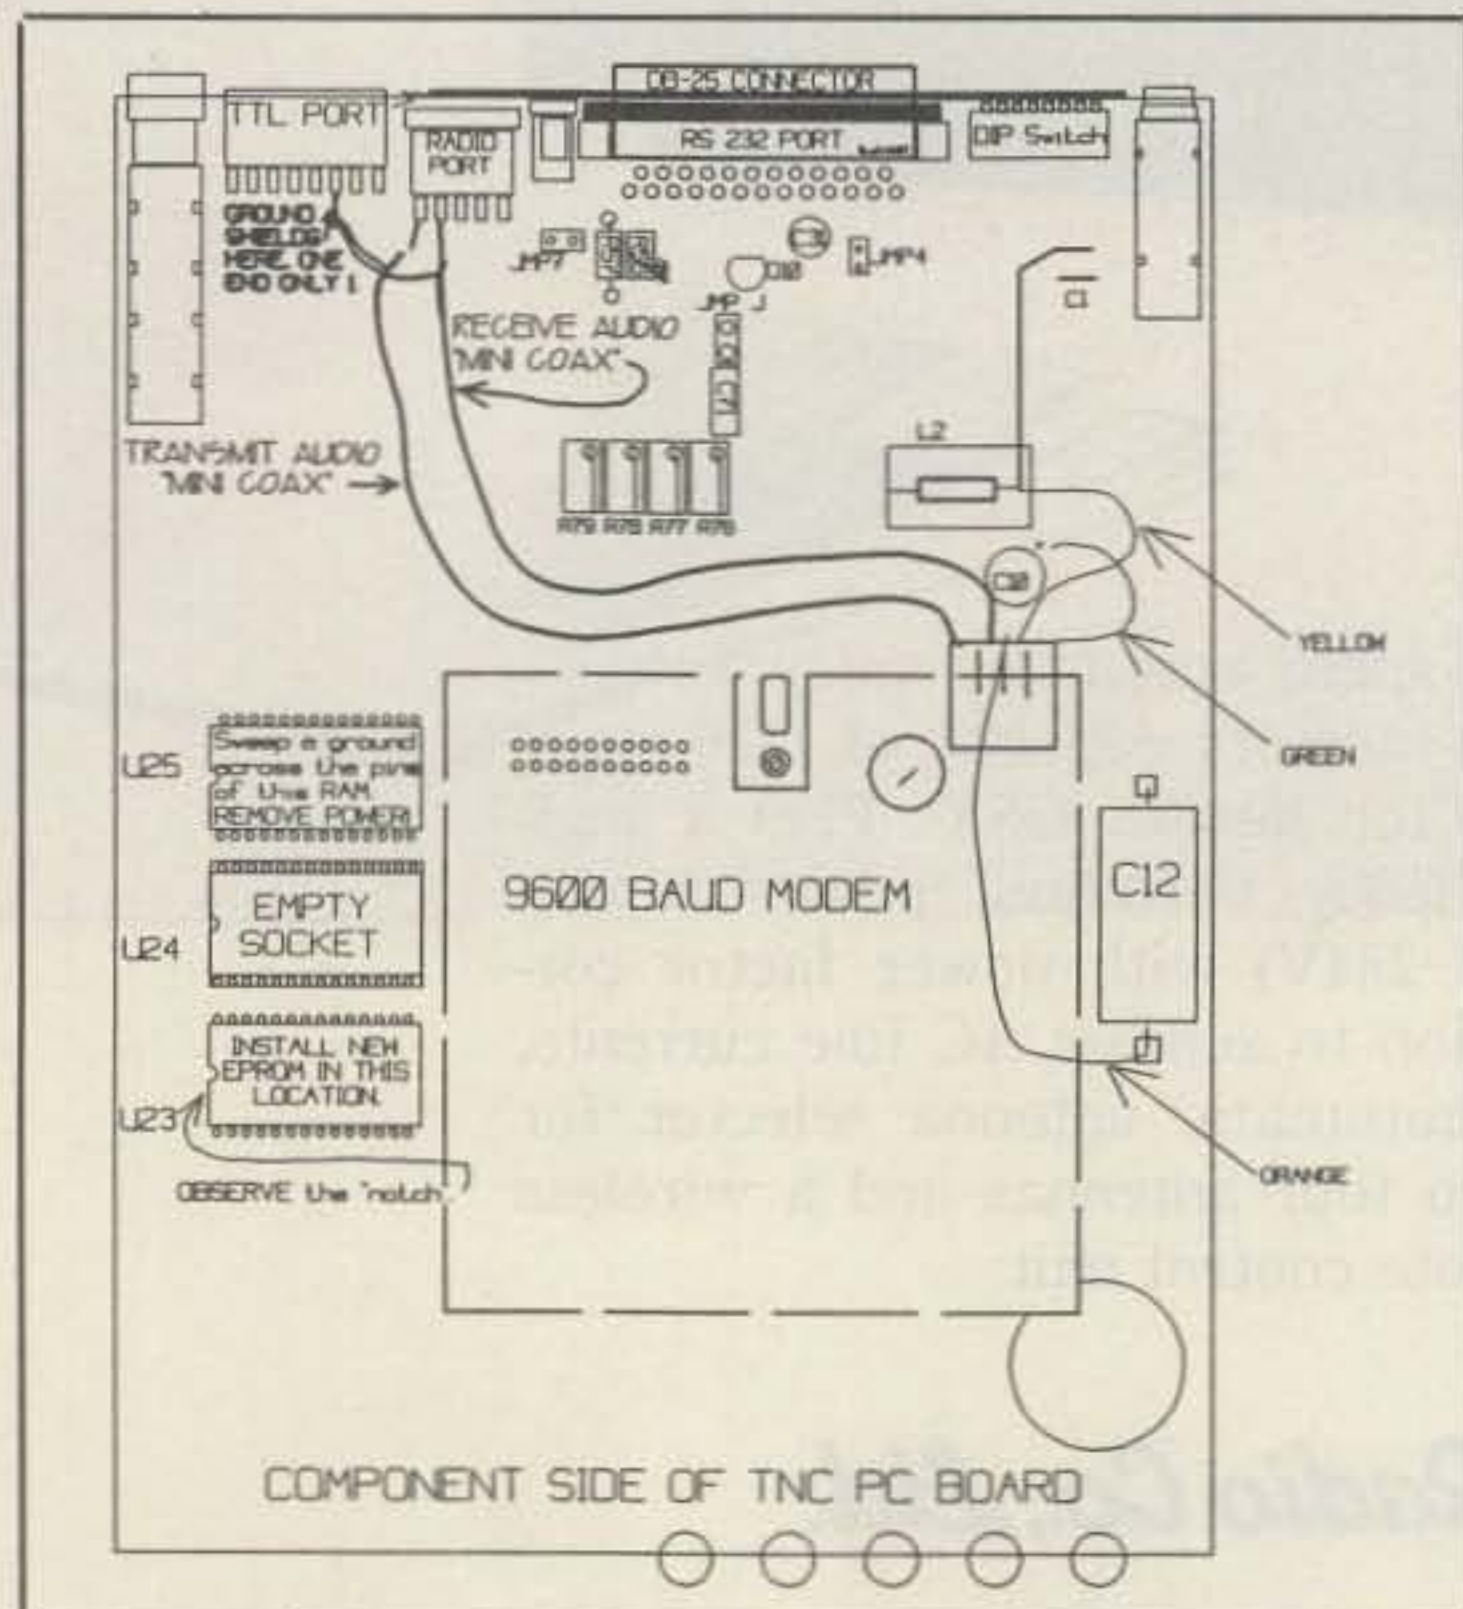 DB-25 CONNECTOR
TTL PORT
RADIO
PORT
RS 232 PORT
DIP Switch
GROUND
SHIELDS
HERE. ONE
END ONLY !
JMP7
JMP4
C1
JMP
RECEIVE AUDIO
"MINI COAX"
L2
TRANSMIT AUDIO
"MINI COAX"
R79
R77
YELLOW
GREEN
U25
Sweep a ground
across the pins
of this RAM.
REMOVE POWER!
9600 BAUD MODEM
C12
U24
EMPTY
SOCKET
INSTALL NEW
EPROM IN THIS
LOCATION.
U23
ORANGE
OBSERVE the "notch".
COMPONENT SIDE OF TNC PC BOARD